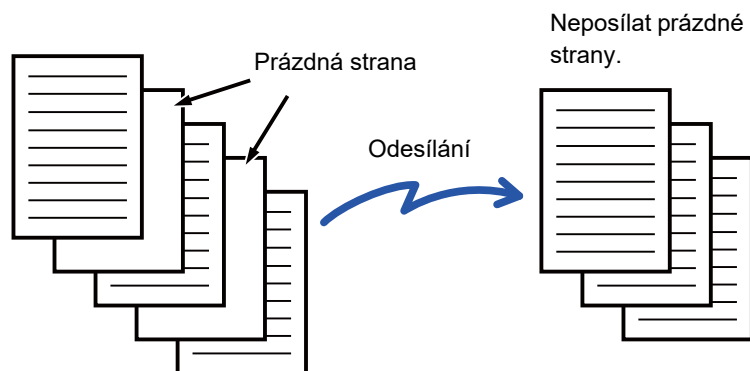 Neposílat prázdné
strany.
Prázdná strana
Odesílání